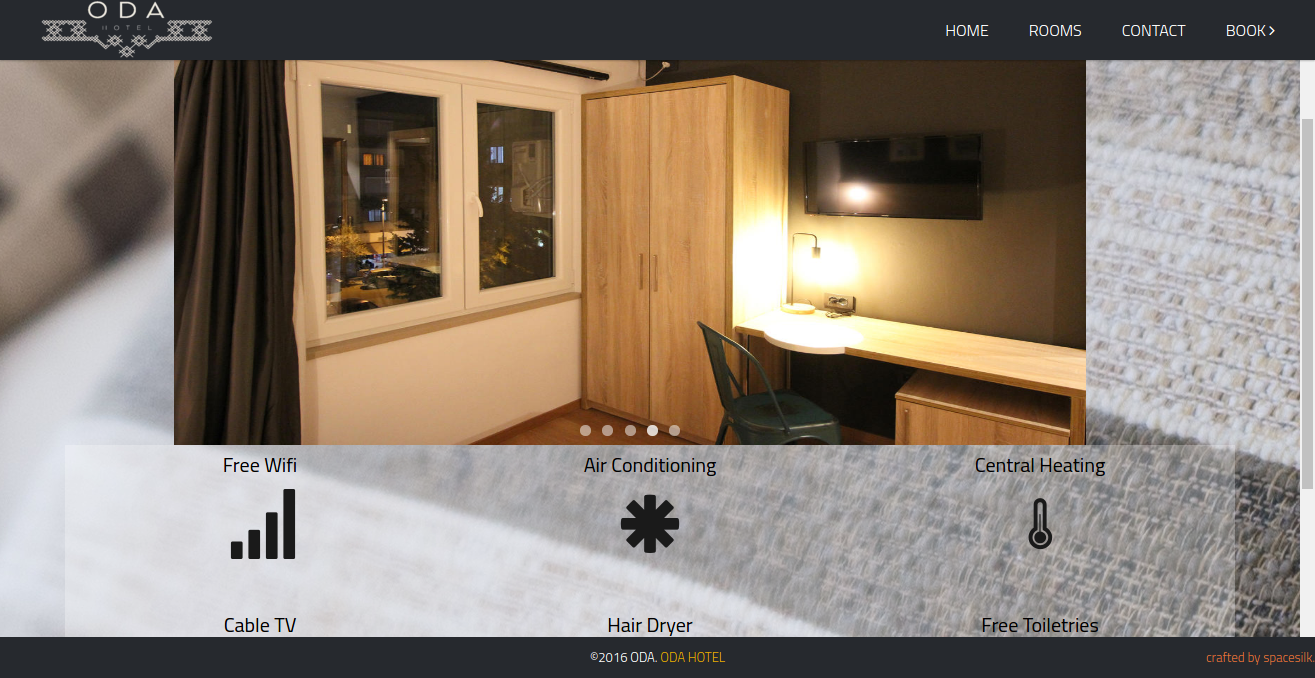 ODA
HOTEL
HOME
ROOMS
CONTACT
BOOK
Free Wifi
Air Conditioning
Central Heating
Cable TV
Hair Dryer
Free Toiletries
©2016 ODA. ODA HOTEL
crafted by spacesilk.